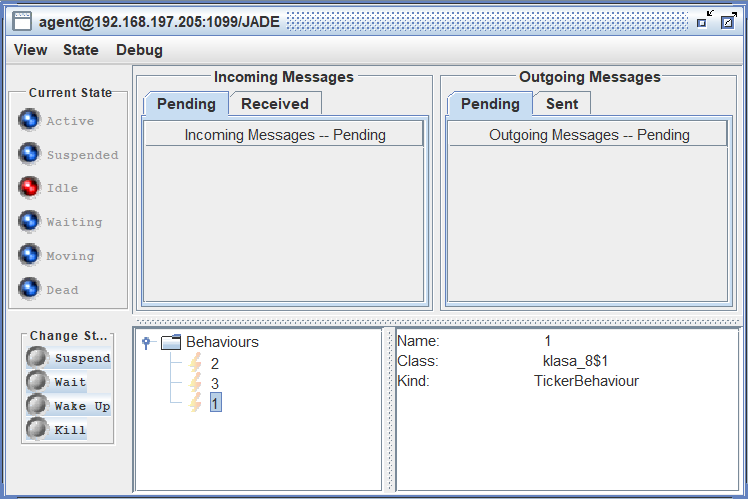 agent@192.168.197.205:1099/JADE
View State Debug
Current State
Active
Suspended
Idle
Waiting
Moving
Dead
Incoming Messages
Pending Received
Incoming Messages -- Pending
Outgoing Messages
Pending Sent
Outgoing Messages -- Pending
Change St...
Suspend
Wait
Wake Up
Kill
Behaviours
2
3
1
Name: 1
Class: klasa_8$1
Kind: TickerBehaviour